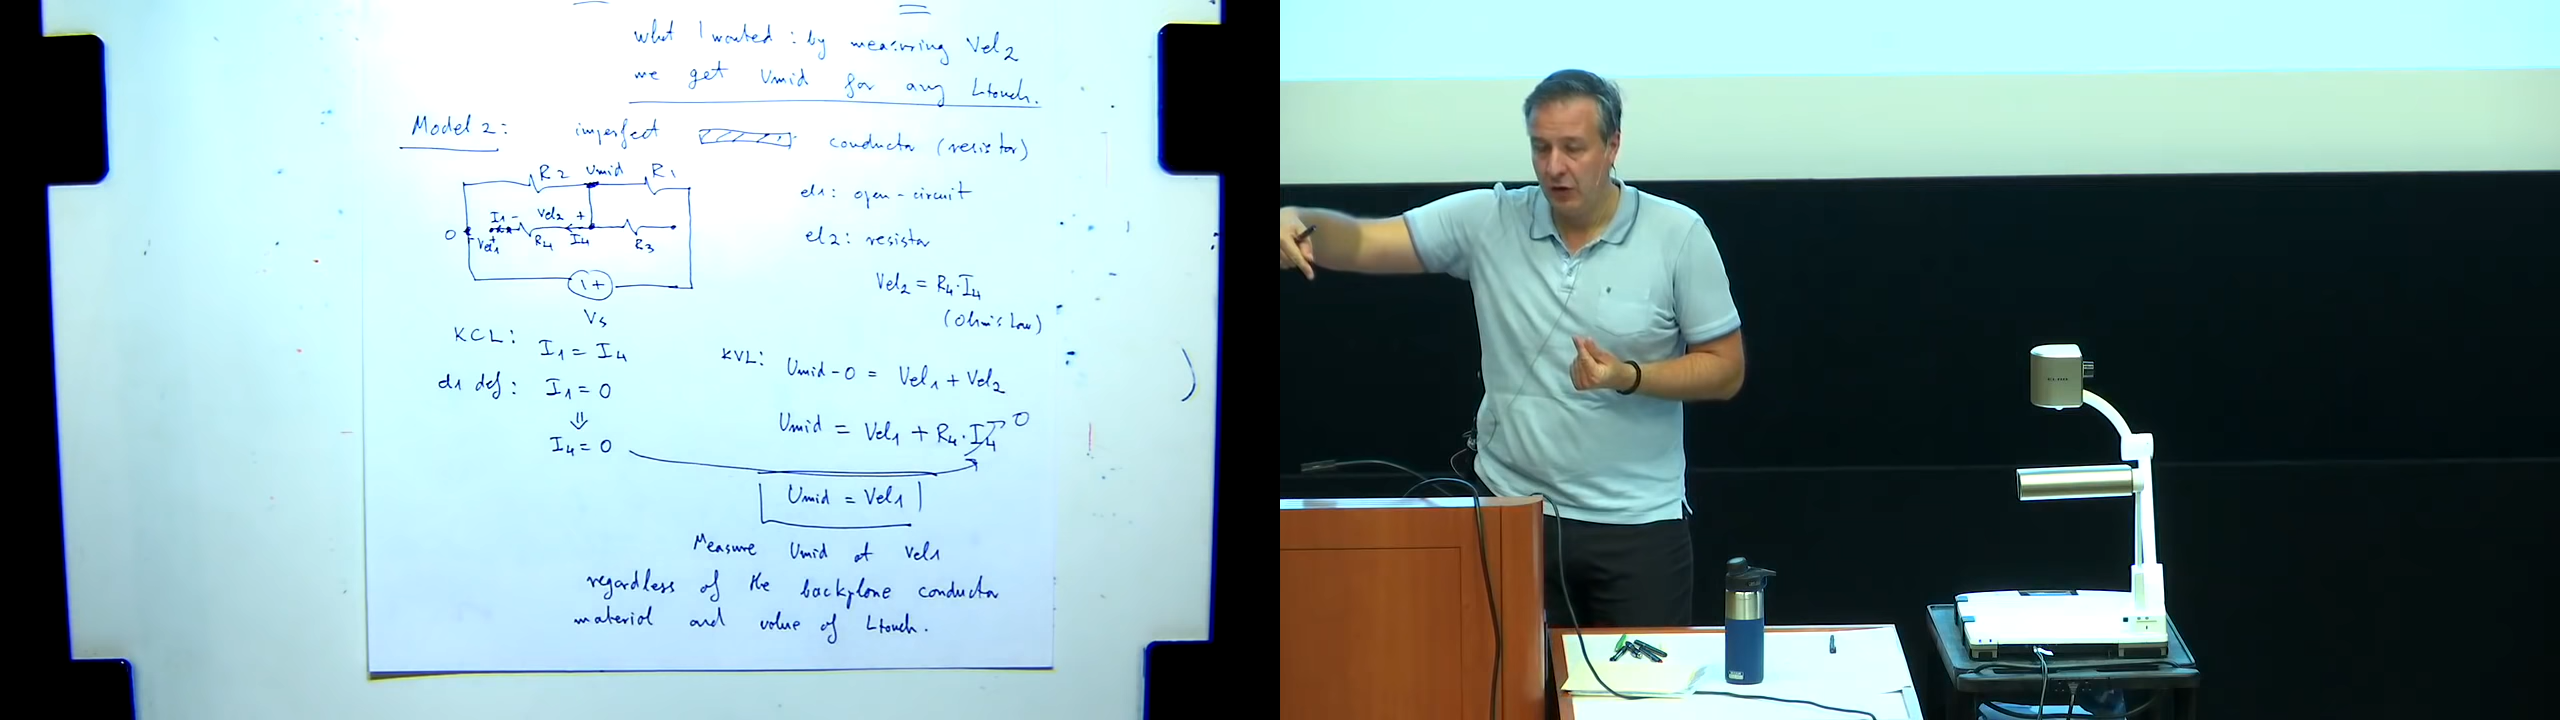 what I wanted : by measuring Vel2
we get Umid for any Ltouch.
Model 2: imperfect conductor (resistor)
R2 Umid R1
el1: open-circuit
I1 - Vel2 +
0 - Vel1 + R4 I4 R3
el2: resistor
Vel2 = R4·I4
(Ohm's Law)
Vs
KCL: I1 = I4
KVL: Umid-0 = Vel1 + Vel2
el1 def: I1 = 0
⇓
Umid = Vel1 + R4·I4 0
I4 = 0
Umid = Vel1
Measure Umid at Vel1
regardless of the backplane conductor
material and value of Ltouch.